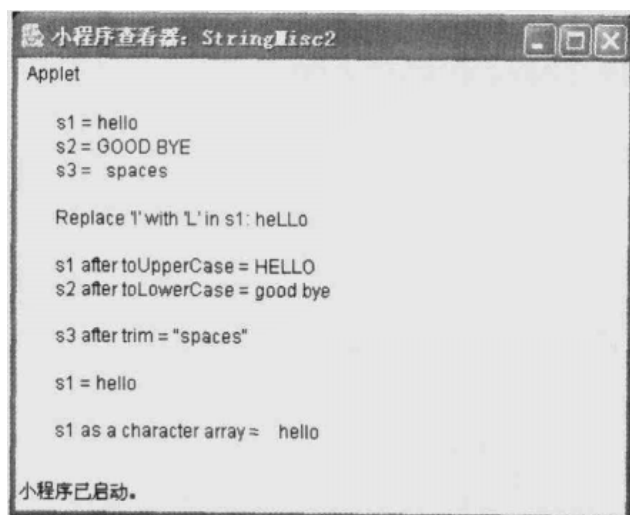 小程序查看器: StringMisc2
Applet
s1 = hello
s2 = GOOD BYE
s3 =   spaces
Replace 'l' with 'L' in s1: heLLo
s1 after toUpperCase = HELLO
s2 after toLowerCase = good bye
s3 after trim = "spaces"
s1 = hello
s1 as a character array =   hello
小程序已启动。